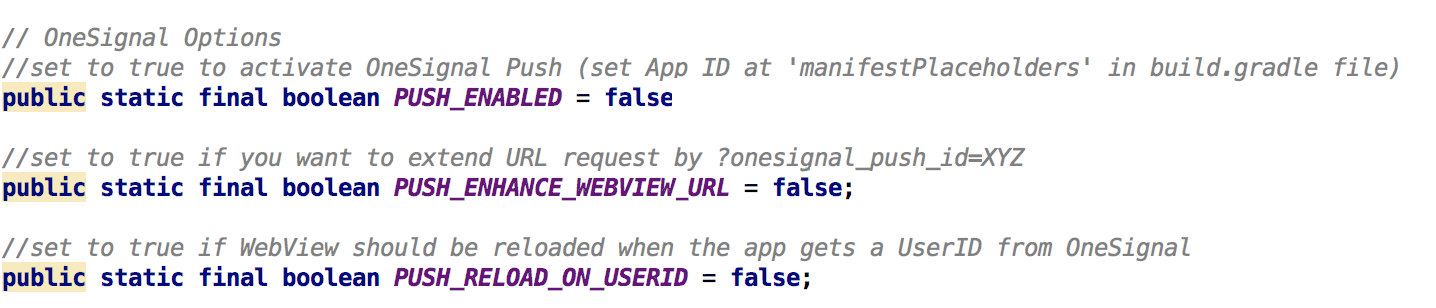 // OneSignal Options
//set to true to activate OneSignal Push (set App ID at 'manifestPlaceholders' in build.gradle file)
public static final boolean PUSH_ENABLED = false
//set to true if you want to extend URL request by ?onesignal_push_id=XYZ
public static final boolean PUSH_ENHANCE_WEBVIEW_URL = false;
//set to true if WebView should be reloaded when the app gets a UserID from OneSignal
public static final boolean PUSH_RELOAD_ON_USERID = false;